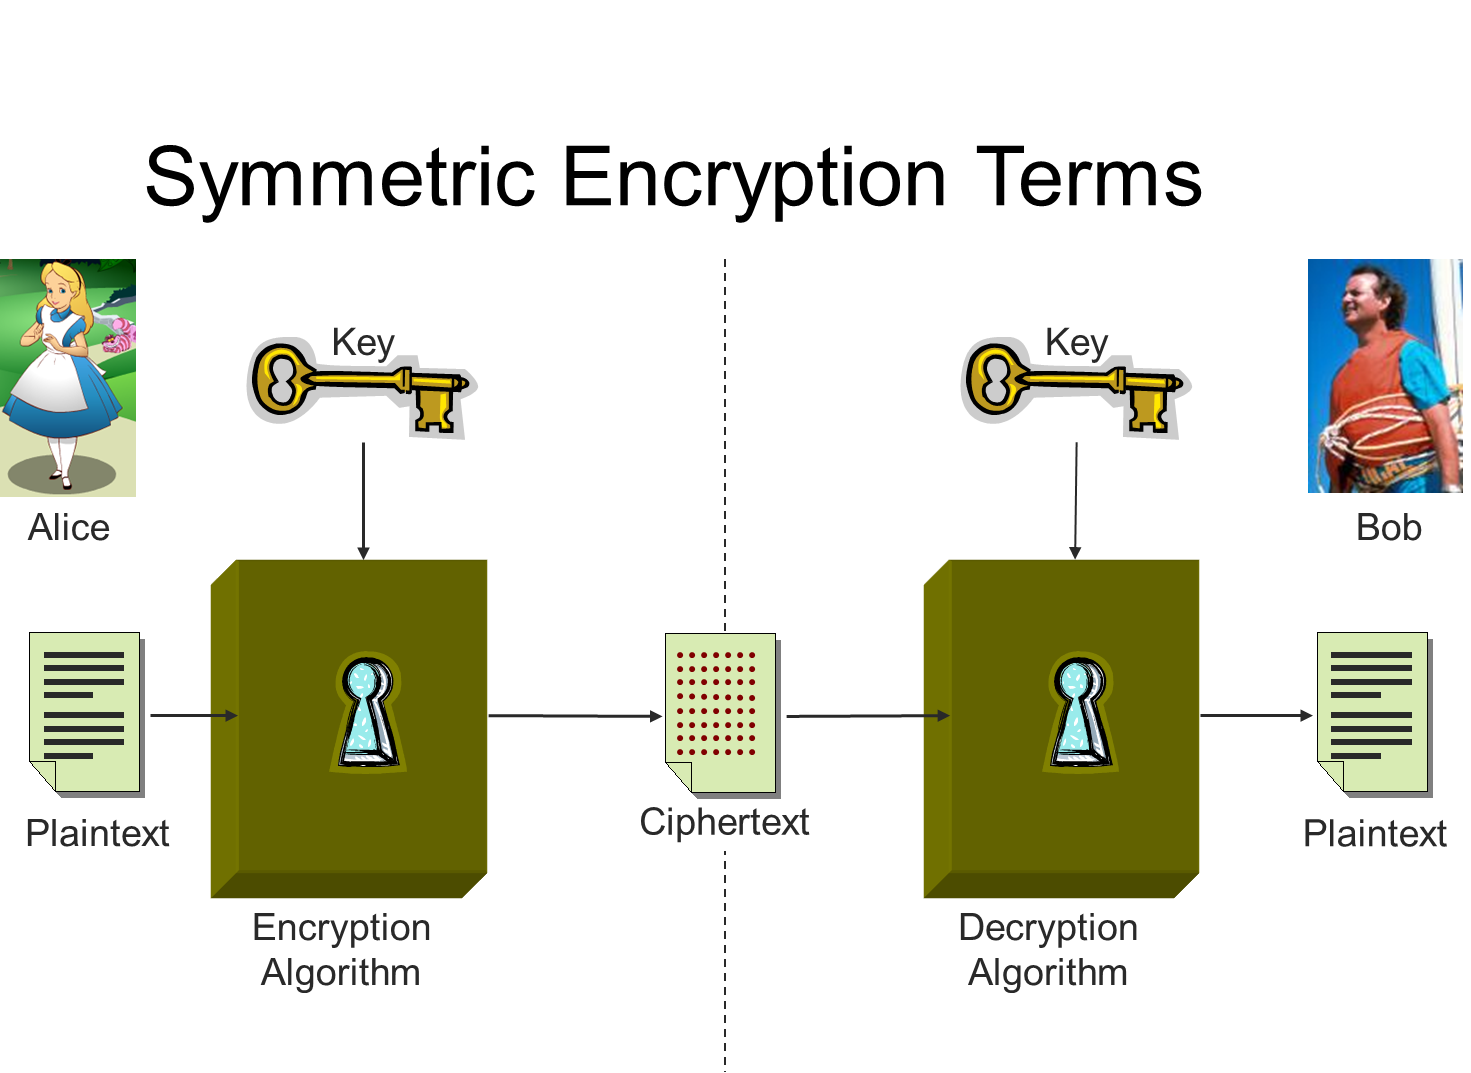 Symmetric Encryption Terms
Key
Key
Alice
Bob
Plaintext
Ciphertext
Plaintext
Encryption
Algorithm
Decryption
Algorithm